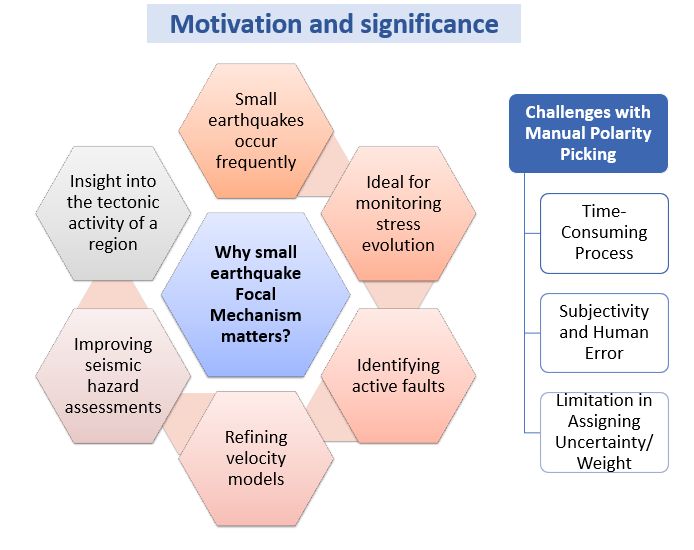 Motivation and significance
Small
earthquakes
occur
frequently
Ideal for
monitoring
stress
evolution
Identifying
active faults
Refining
velocity
models
Improving
seismic
hazard
assessments
Insight into
the tectonic
activity of a
region
Why small
earthquake
Focal
Mechanism
matters?
Challenges with
Manual Polarity
Picking
Time-
Consuming
Process
Subjectivity
and Human
Error
Limitation in
Assigning
Uncertainty/
Weight